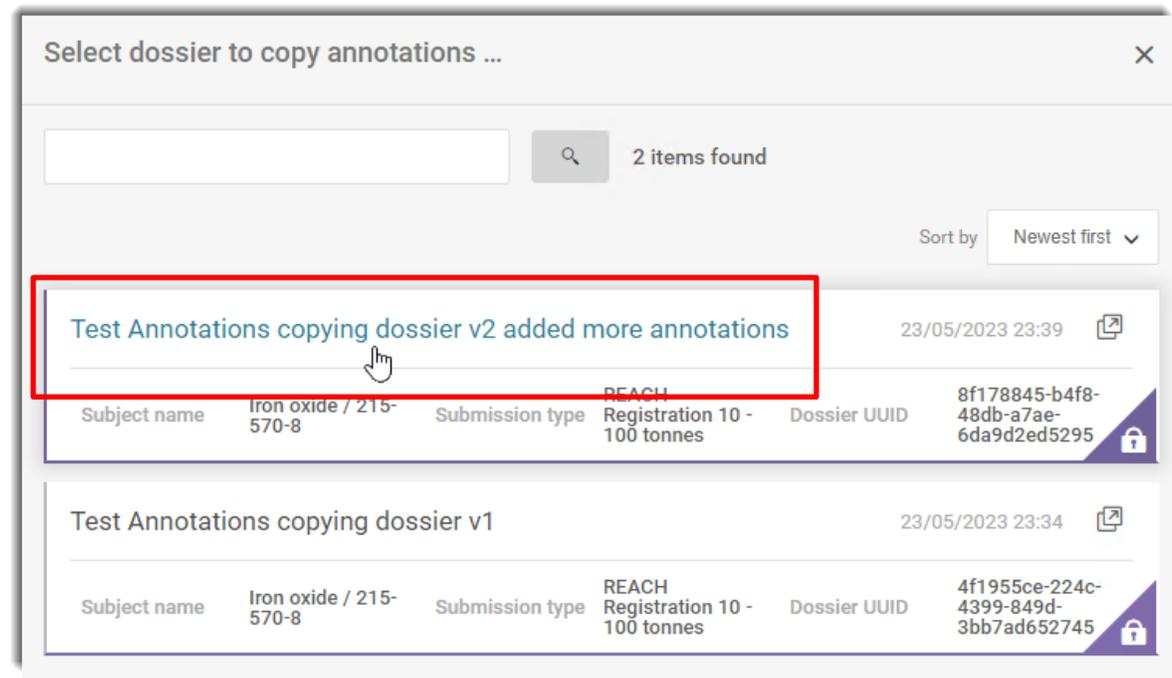 Select dossier to copy annotations ...
2 items found
Sort by Newest first
Test Annotations copying dossier v2 added more annotations 23/05/2023 23:39
Subject name Iron oxide / 215-570-8 Submission type REACH Registration 10 - 100 tonnes Dossier UUID 8f178845-b4f8-48db-a7ae-6da9d2ed5295
Test Annotations copying dossier v1 23/05/2023 23:34
Subject name Iron oxide / 215-570-8 Submission type REACH Registration 10 - 100 tonnes Dossier UUID 4f1955ce-224c-4399-849d-3bb7ad652745